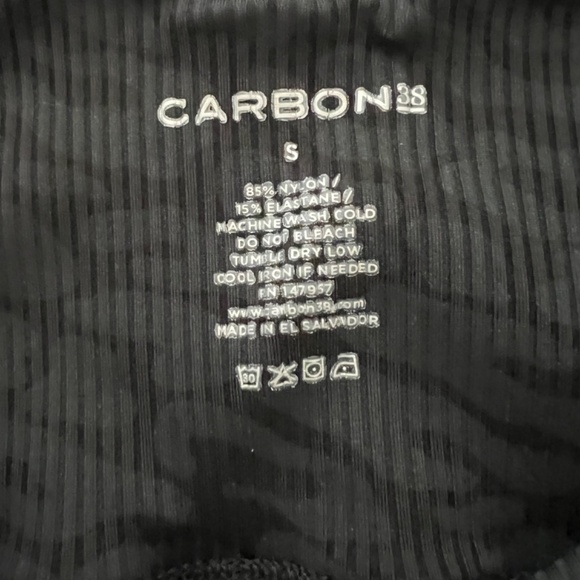 CARBON38
S
85% NYLON /
15% ELASTANE /
MACHINE WASH COLD
DO NOT BLEACH
TUMBLE DRY LOW
COOL IRON IF NEEDED
RN 147957
www.carbon38.com
MADE IN EL SALVADOR
30